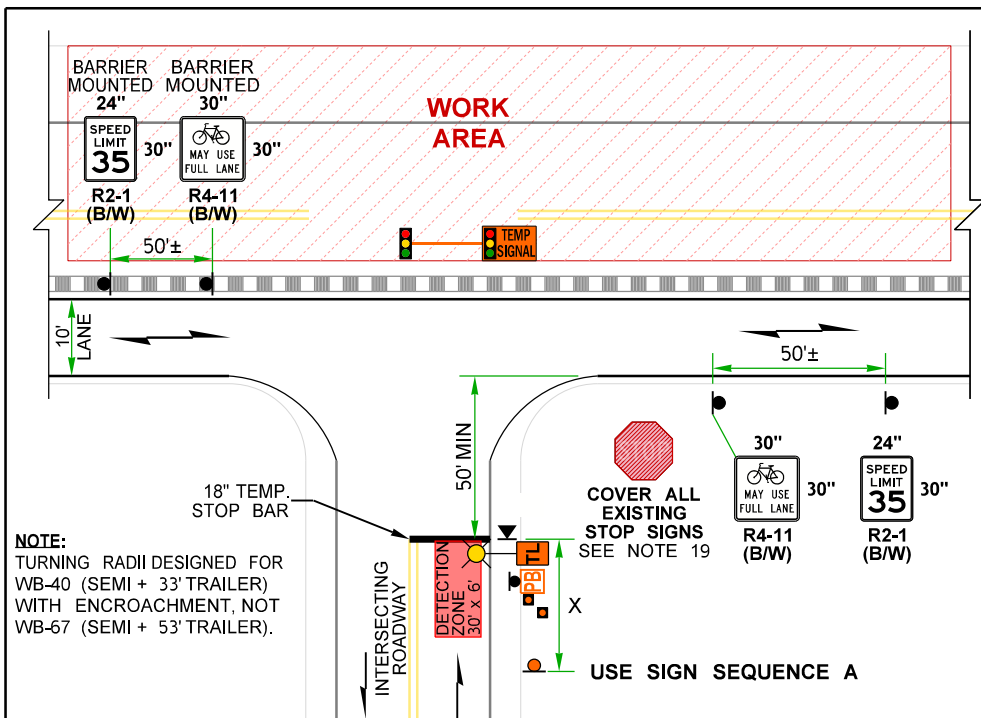 BARRIER
MOUNTED
24"
BARRIER
MOUNTED
30"
SPEED
LIMIT
35
30"
MAY USE
FULL LANE
30"
R2-1
(B/W)
R4-11
(B/W)
WORK
AREA
TEMP
SIGNAL
50'±
10'
LANE
50'±
50' MIN
STOP
COVER ALL
EXISTING
STOP SIGNS
SEE NOTE 19
30"
MAY USE
FULL LANE
30"
R4-11
(B/W)
24"
SPEED
LIMIT
35
30"
R2-1
(B/W)
18" TEMP.
STOP BAR
NOTE:
TURNING RADII DESIGNED FOR
WB-40 (SEMI + 33' TRAILER)
WITH ENCROACHMENT, NOT
WB-67 (SEMI + 53' TRAILER).
INTERSECTING
ROADWAY
DETECTION
ZONE
30' x 6'
TL
PB
X
USE SIGN SEQUENCE A